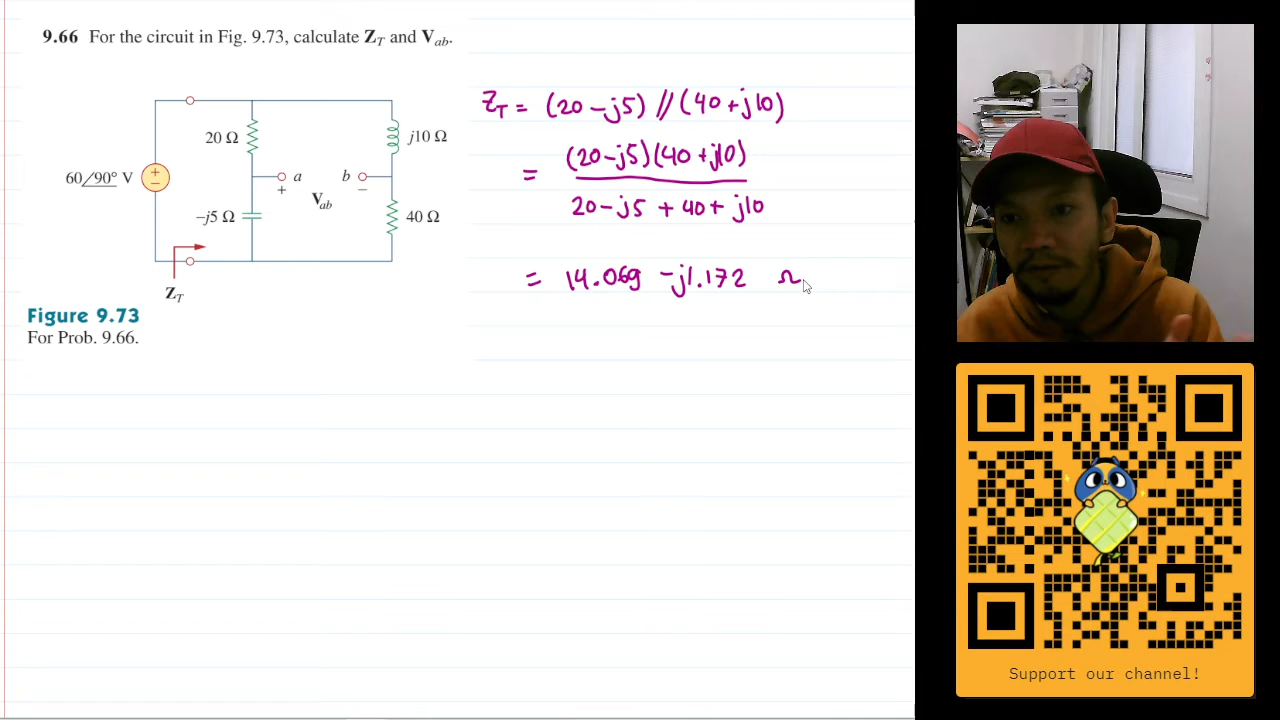 9.66 For the circuit in Fig. 9.73, calculate Z_T and V_ab.
20 Ω
j10 Ω
60/90° V
+
−
a
b
+
−
V_ab
−j5 Ω
40 Ω
Z_T
Figure 9.73
For Prob. 9.66.
Z_T = (20 − j5) // (40 + j10)
= (20 − j5)(40 + j10)
20 − j5 + 40 + j10
= 14.069 − j1.172 Ω
Support our channel!